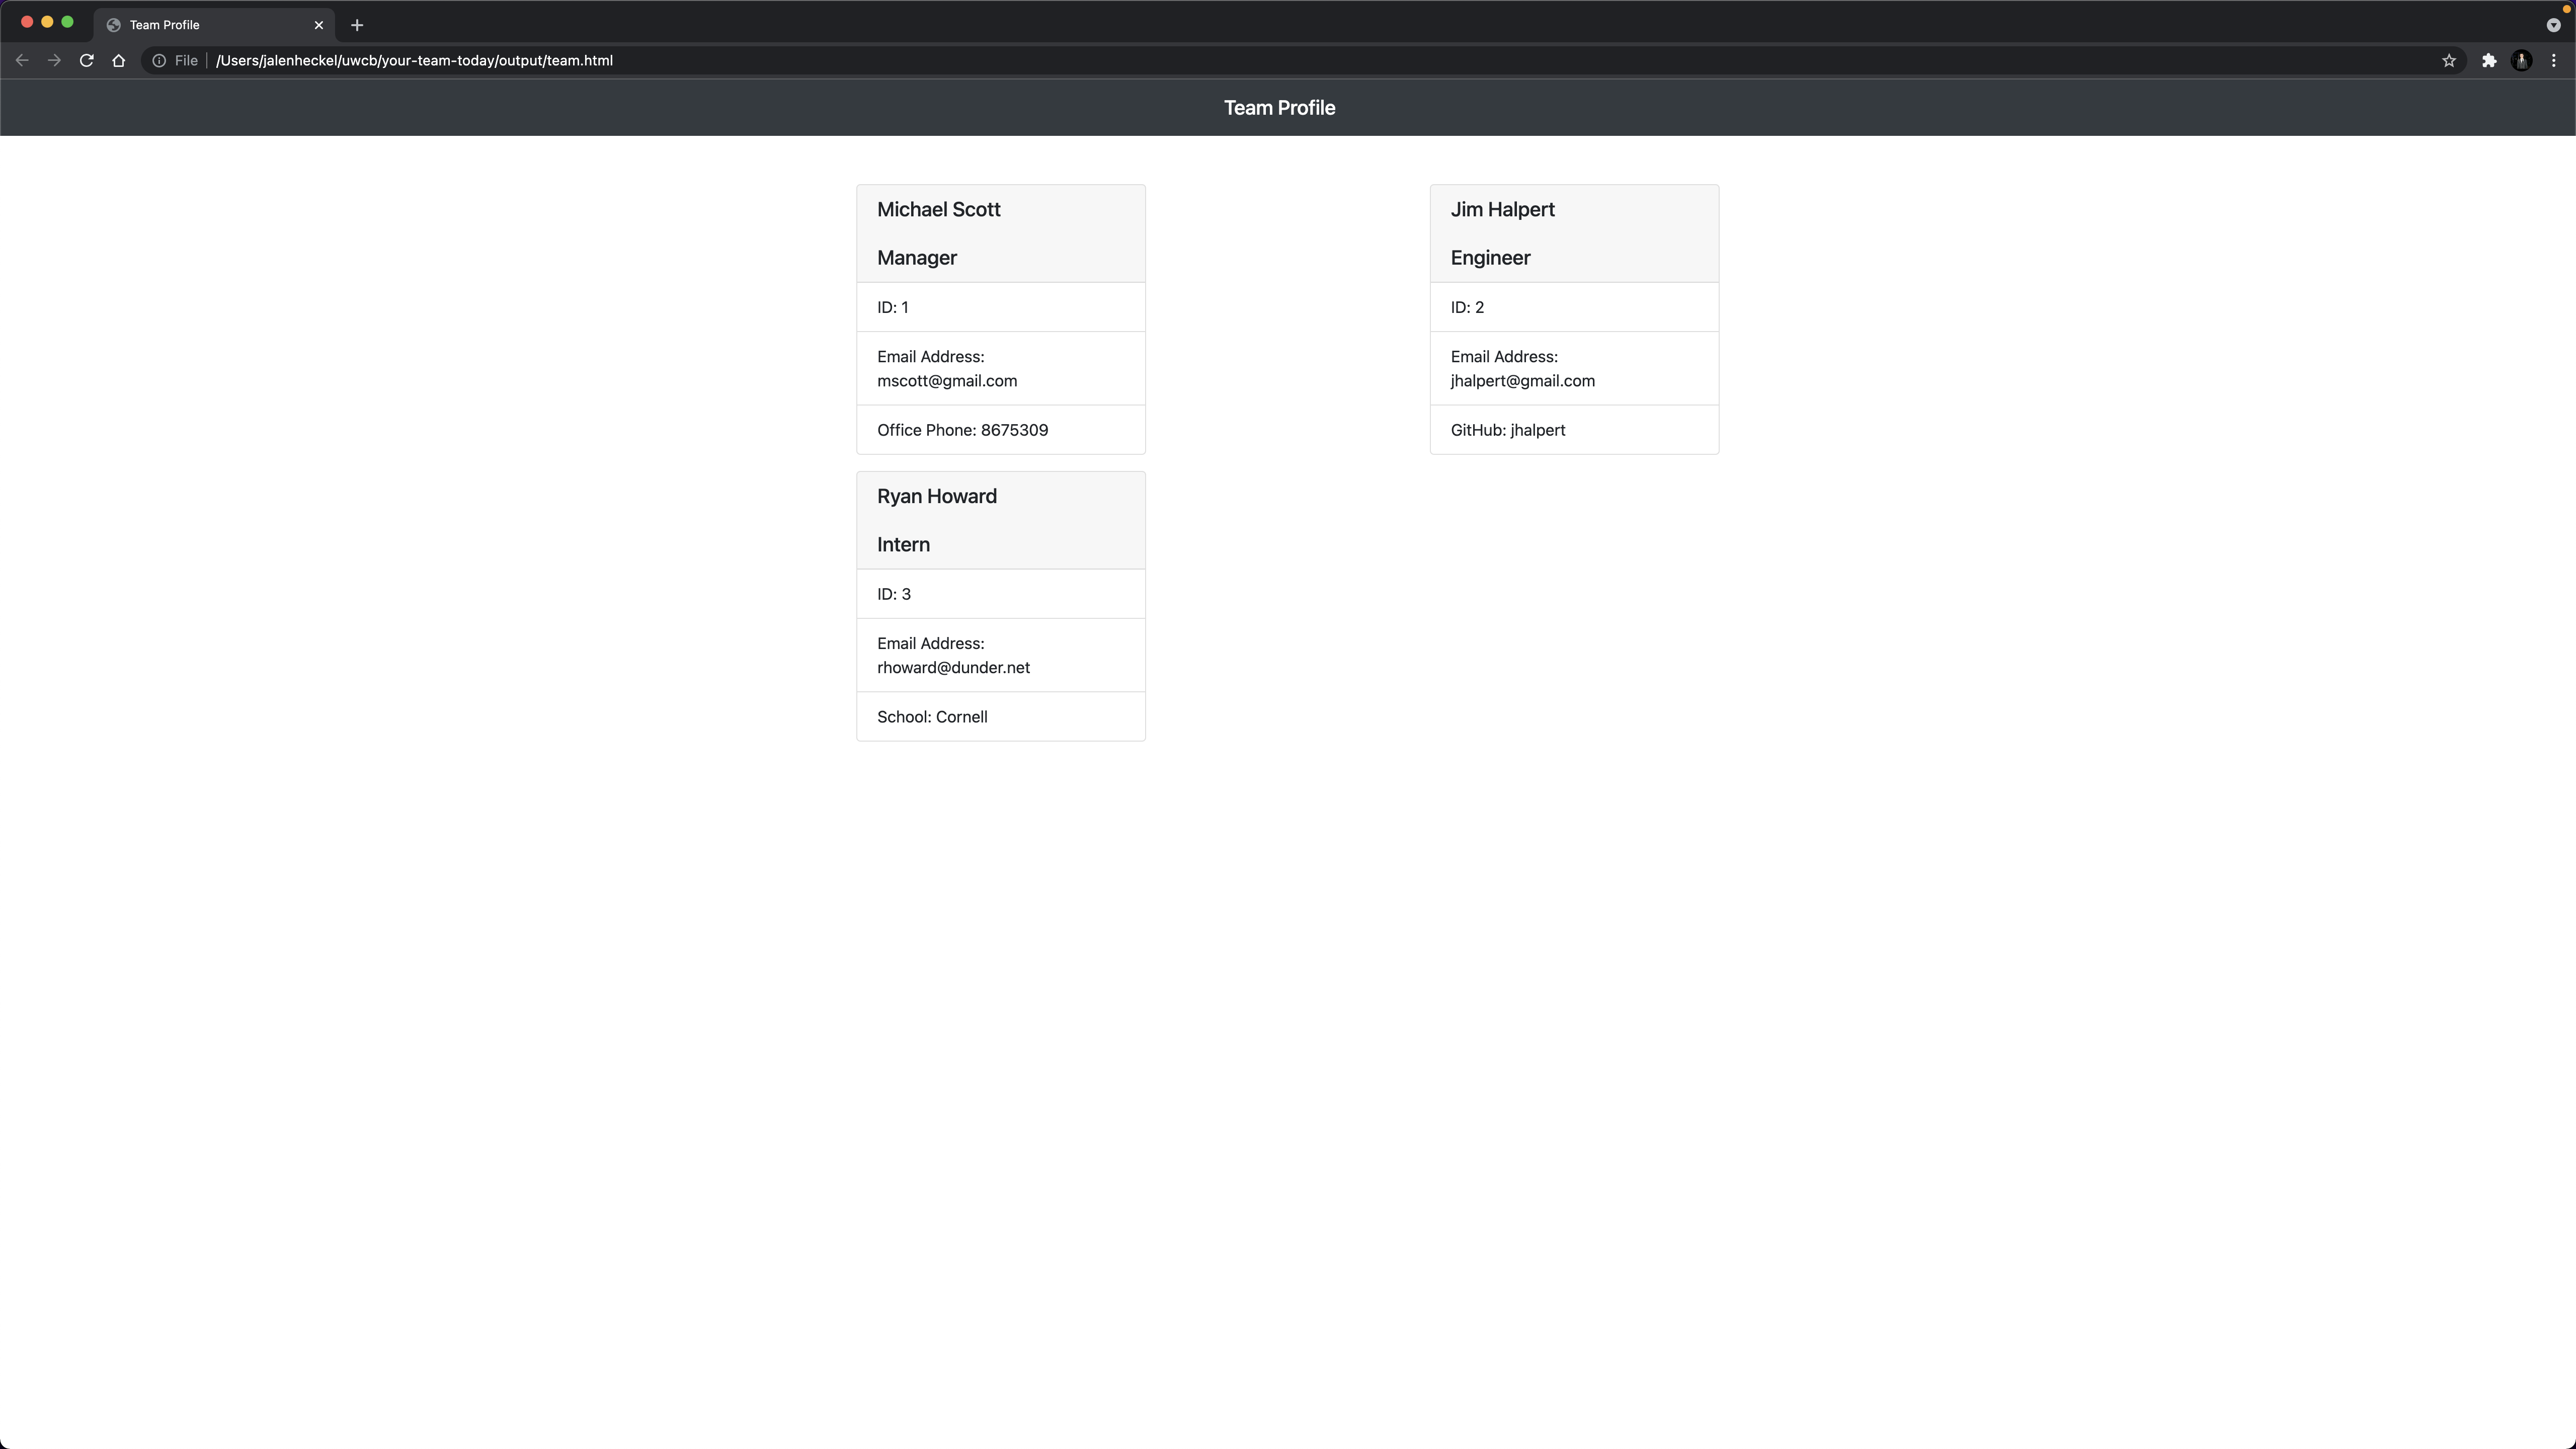 Team Profile
File
/Users/jalenheckel/uwcb/your-team-today/output/team.html
Team Profile
Michael Scott
Manager
ID: 1
Email Address:
mscott@gmail.com
Office Phone: 8675309
Jim Halpert
Engineer
ID: 2
Email Address:
jhalpert@gmail.com
GitHub: jhalpert
Ryan Howard
Intern
ID: 3
Email Address:
rhoward@dunder.net
School: Cornell